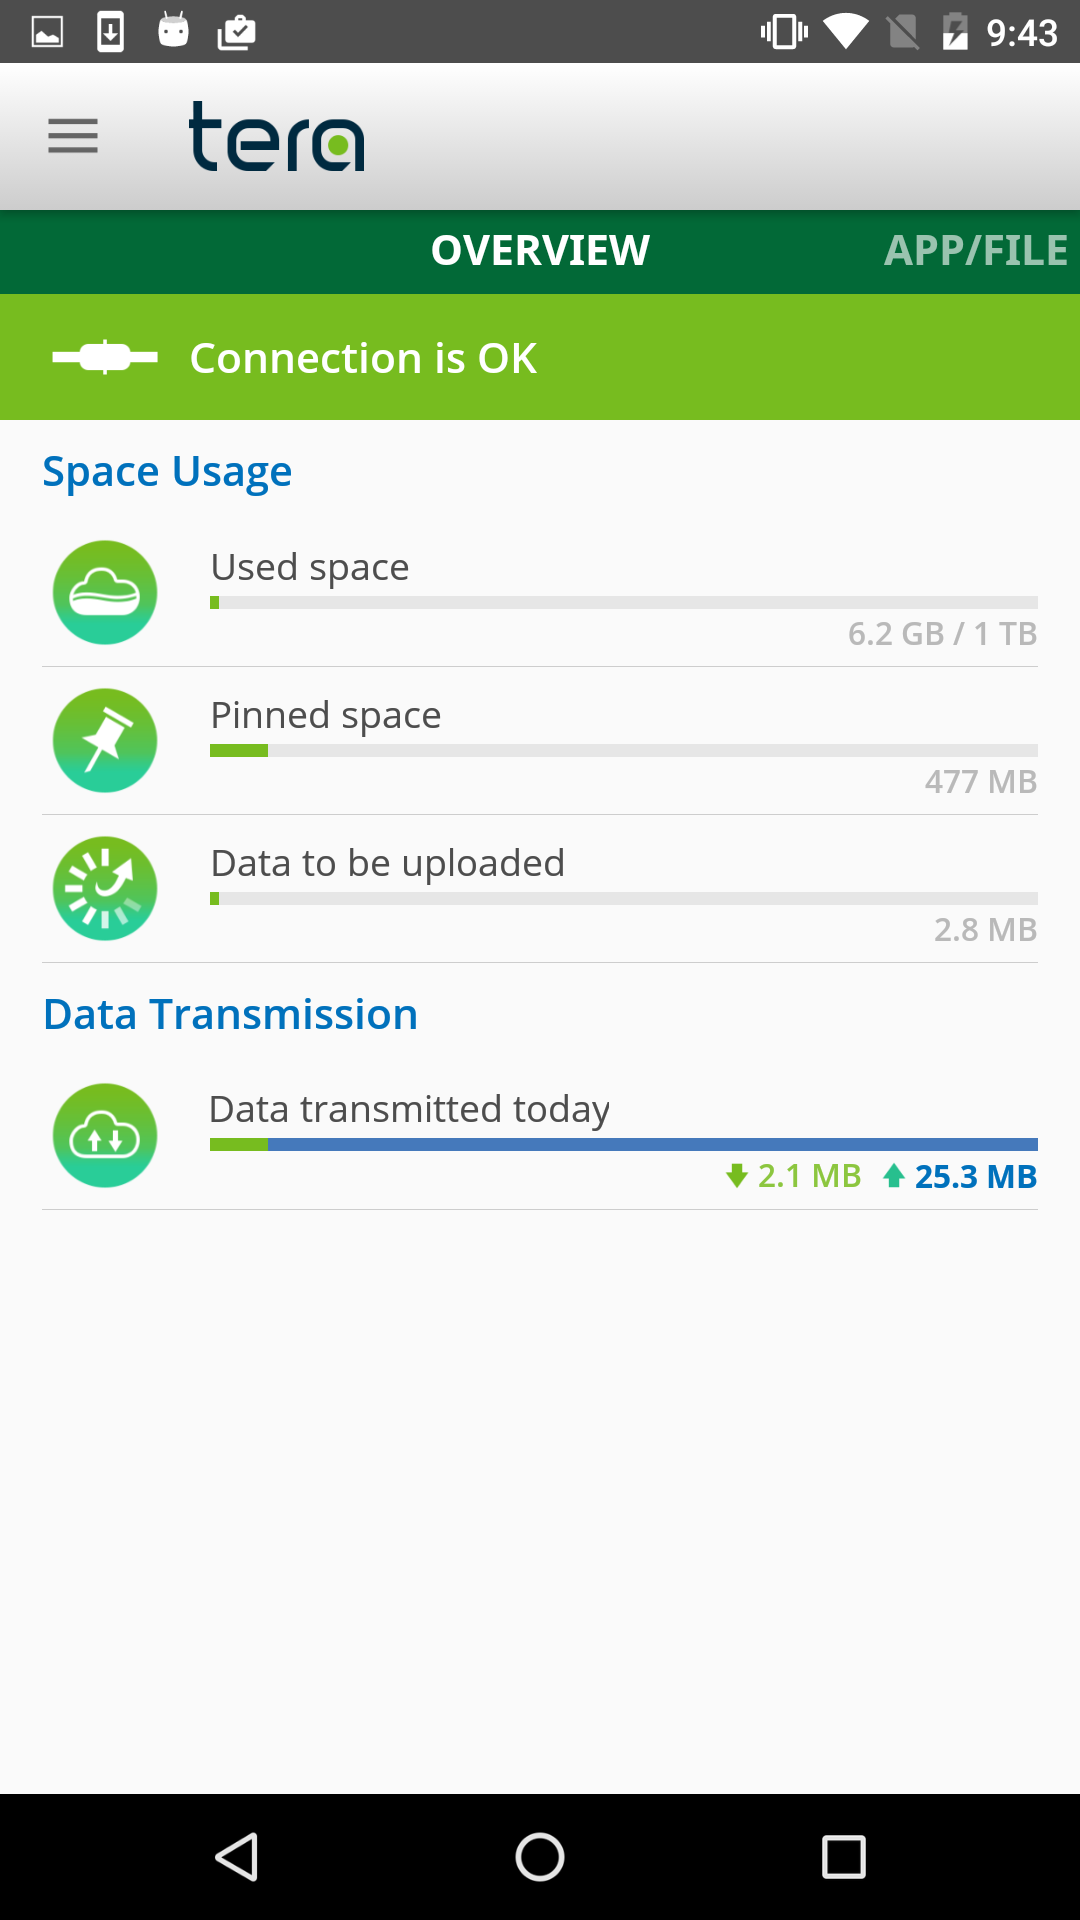 9:43
tera
OVERVIEW
APP/FILE
Connection is OK
Space Usage
Used space
6.2 GB / 1 TB
Pinned space
477 MB
Data to be uploaded
2.8 MB
Data Transmission
Data transmitted today
2.1 MB 25.3 MB